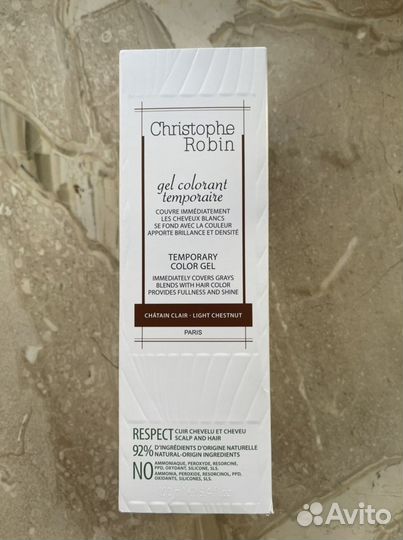 Christophe
Robin
gel colorant
temporaire
COUVRE IMMÉDIATEMENT
LES CHEVEUX BLANCS
SE FOND AVEC LA COULEUR
APPORTE BRILLANCE ET DENSITÉ
TEMPORARY
COLOR GEL
IMMEDIATELY COVERS GRAYS
BLENDS WITH HAIR COLOR
PROVIDES FULLNESS AND SHINE
CHÂTAIN CLAIR · LIGHT CHESTNUT
PARIS
RESPECT CUIR CHEVELU ET CHEVEU
SCALP AND HAIR
92% D'INGRÉDIENTS D'ORIGINE NATURELLE
NATURAL-ORIGIN INGREDIENTS
NO AMMONIAQUE, PEROXYDE, RESORCINE,
PPD, OXYDANT, SILICONE, SLS.
AMMONIA, PEROXIDE, RESORCINOL, PPD,
OXIDANTS, SILICONES, SLS.
Avito